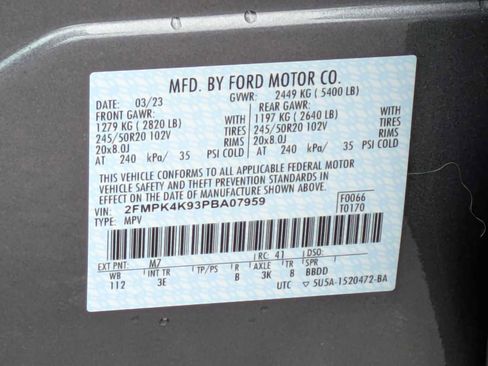 MFD. BY FORD MOTOR CO.
DATE: 03/23 GVWR: 2449 KG ( 5400 LB)
FRONT GAWR: REAR GAWR:
1279 KG ( 2820 LB) WITH 1197 KG ( 2640 LB) WITH
245/50R20 102V TIRES 245/50R20 102V TIRES
20x8.0J RIMS 20x8.0J RIMS
AT 240 kPa/ 35 PSI COLD AT 240 kPa/ 35 PSI COLD
THIS VEHICLE CONFORMS TO ALL APPLICABLE FEDERAL MOTOR
VEHICLE SAFETY AND THEFT PREVENTION STANDARDS IN
EFFECT ON THE DATE OF MANUFACTURE SHOWN ABOVE.
VIN: 2FMPK4K93PBA07959 F0066
TYPE: MPV T0170
EXT PNT: M7 RC: 41 DSO:
WB INT TR TP/PS R AXLE TR SPR
112 3E B 3K B BBDD
UTC ▽ 5U5A-1520472-BA